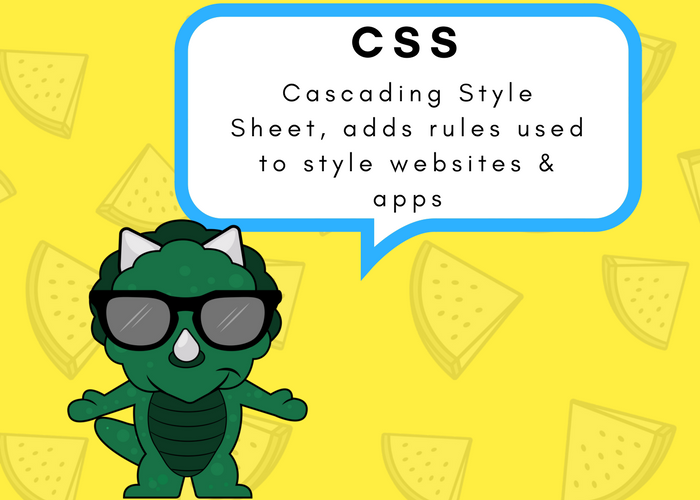 CSS
Cascading Style
Sheet, adds rules used
to style websites &
apps